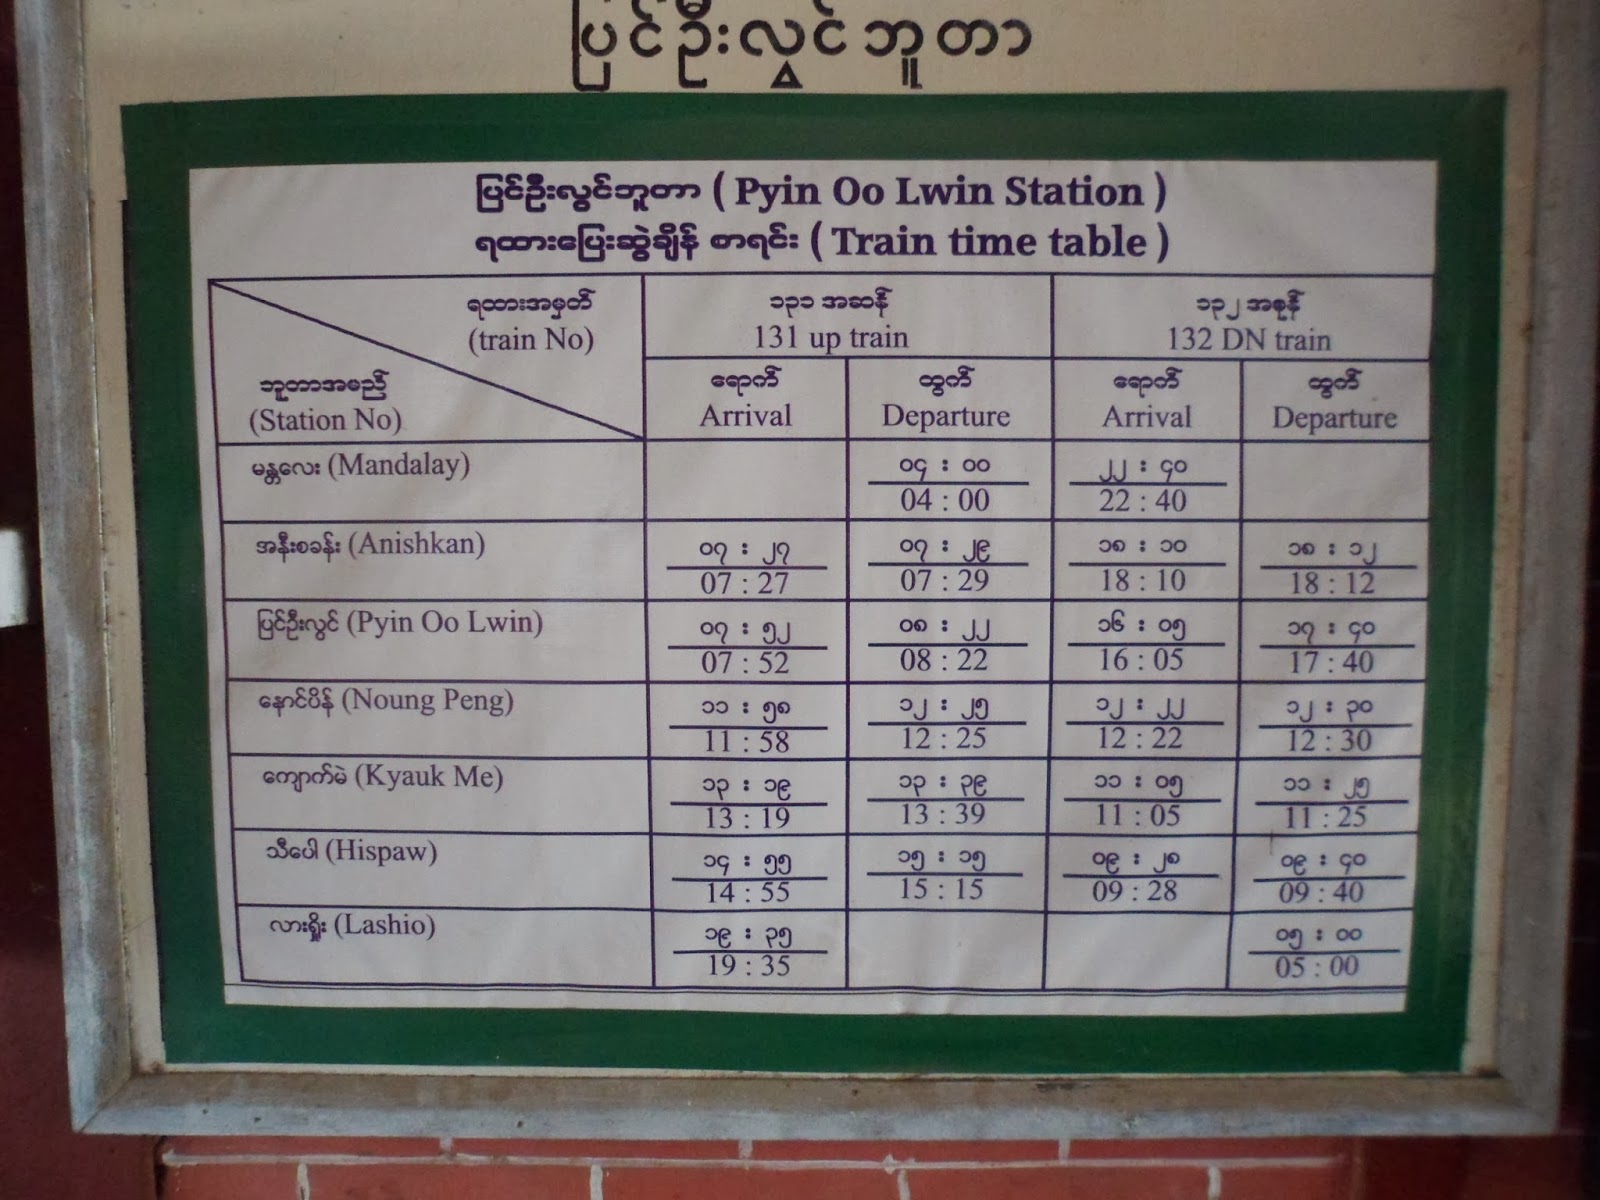 ပြင်ဦးလွှင်ဘူတာ
ပြင်ဦးလွင်ဘူတာ ( Pyin Oo Lwin Station )
ရထားပြေးဆွဲချိန် စာရင်း ( Train time table )
ရထားအမှတ် ၁၃၁ အဆန် ၁၃၂ အစုန်
(train No) 131 up train 132 DN train
ဘူတာအမည် ရောက် ထွက် ရောက် ထွက်
(Station No) Arrival Departure Arrival Departure
မန္တလေး (Mandalay) ၀၄ : ၀၀ ၂၂ : ၄၀
04 : 00 22 : 40
အနီးစခန်း (Anishkan) ၀၇ : ၂၇ ၀၇ : ၂၉ ၁၈ : ၁၀ ၁၈ : ၁၂
07 : 27 07 : 29 18 : 10 18 : 12
ပြင်ဦးလွင် (Pyin Oo Lwin) ၀၇ : ၅၂ ၀၈ : ၂၂ ၁၆ : ၀၅ ၁၇ : ၄၀
07 : 52 08 : 22 16 : 05 17 : 40
နောင်ပိန် (Noung Peng) ၁၁ : ၅၈ ၁၂ : ၂၅ ၁၂ : ၂၂ ၁၂ : ၃၀
11 : 58 12 : 25 12 : 22 12 : 30
ကျောက်မဲ (Kyauk Me) ၁၃ : ၁၉ ၁၃ : ၃၉ ၁၁ : ၀၅ ၁၁ : ၂၅
13 : 19 13 : 39 11 : 05 11 : 25
သီပေါ (Hispaw) ၁၄ : ၅၅ ၁၅ : ၁၅ ၀၉ : ၂၈ ၀၉ : ၄၀
14 : 55 15 : 15 09 : 28 09 : 40
လားရှိုး (Lashio) ၁၉ : ၃၅ ၀၅ : ၀၀
19 : 35 05 : 00